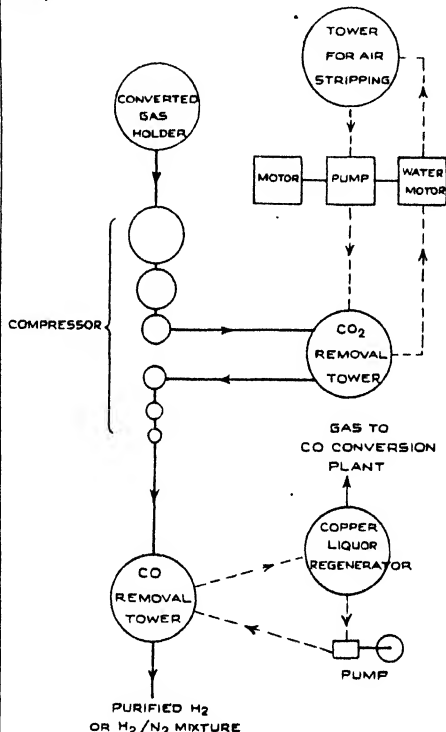 TOWER
FOR AIR
STRIPPING
CONVERTED
GAS
HOLDER
MOTOR
PUMP
WATER
MOTOR
COMPRESSOR
CO2
REMOVAL
TOWER
GAS TO
CO CONVERSION
PLANT
COPPER
LIQUOR
REGENERATOR
CO
REMOVAL
TOWER
PUMP
PURIFIED H2
OR H2/N2 MIXTURE